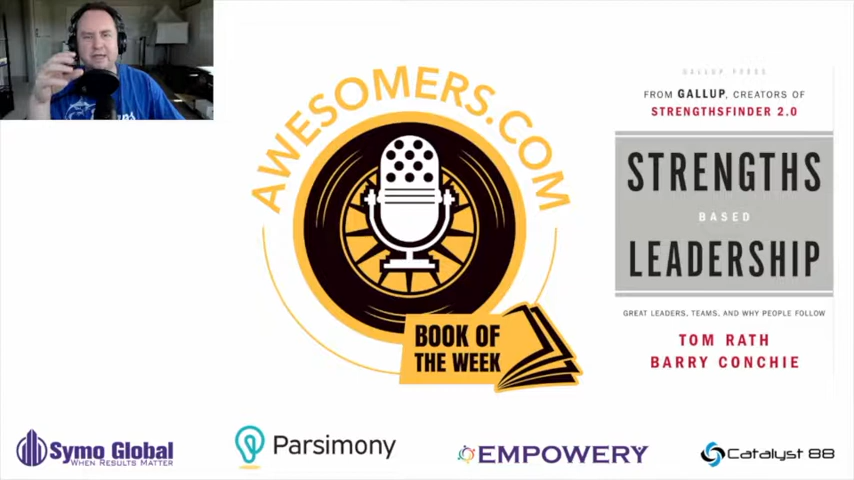 AWESOMERS.COM
BOOK OF
THE WEEK
GALLUP PRESS
FROM GALLUP, CREATORS OF
STRENGTHSFINDER 2.0
STRENGTHS
BASED
LEADERSHIP
GREAT LEADERS, TEAMS, AND WHY PEOPLE FOLLOW
TOM RATH
BARRY CONCHIE
Symo Global
WHEN RESULTS MATTER
Parsimony
EMPOWERY
Catalyst 88